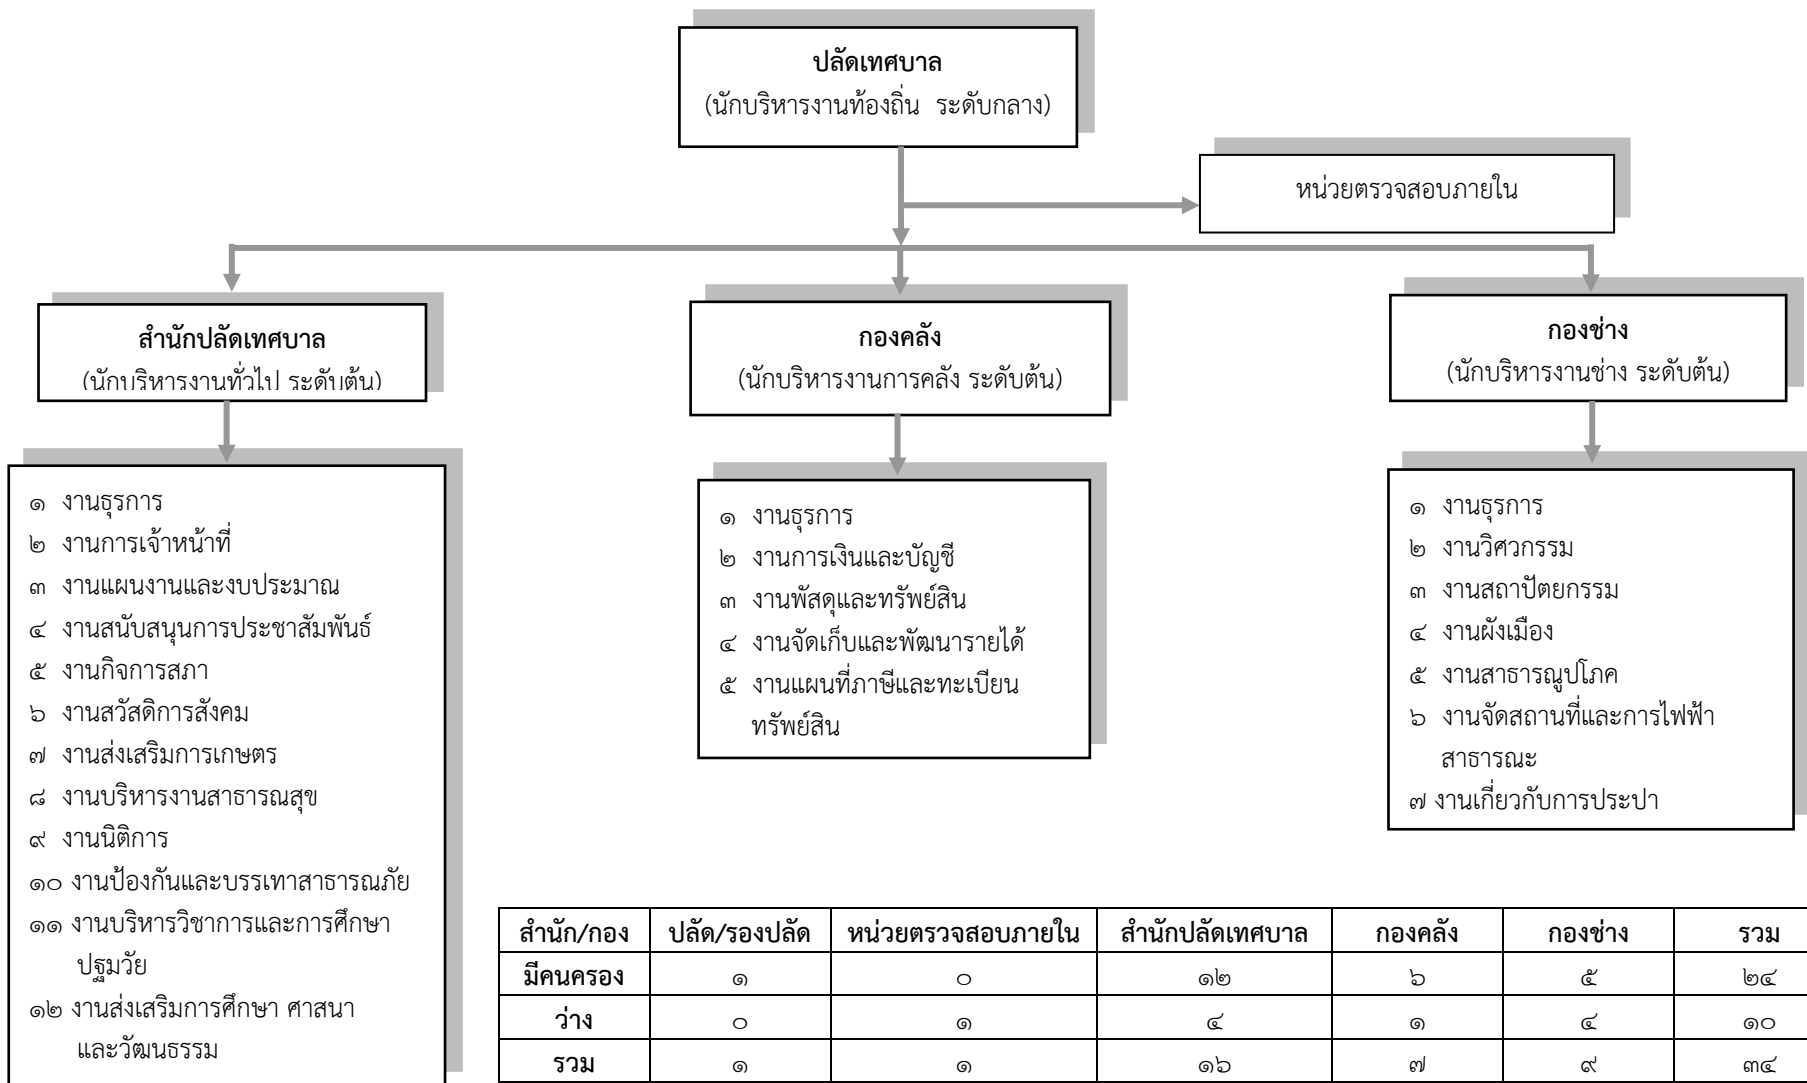 ปลัดเทศบาล
(นักบริหารงานท้องถิ่น ระดับกลาง)
หน่วยตรวจสอบภายใน
สำนักปลัดเทศบาล
(นักบริหารงานทั่วไป ระดับต้น)
กองคลัง
(นักบริหารงานการคลัง ระดับต้น)
กองช่าง
(นักบริหารงานช่าง ระดับต้น)
๑ งานธุรการ
๒ งานการเจ้าหน้าที่
๓ งานแผนงานและงบประมาณ
๔ งานสนับสนุนการประชาสัมพันธ์
๕ งานกิจการสภา
๖ งานสวัสดิการสังคม
๗ งานส่งเสริมการเกษตร
๘ งานบริหารงานสาธารณสุข
๙ งานนิติการ
๑๐ งานป้องกันและบรรเทาสาธารณภัย
๑๑ งานบริหารวิชาการและการศึกษา
ปฐมวัย
๑๒ งานส่งเสริมการศึกษา ศาสนา
และวัฒนธรรม
๑ งานธุรการ
๒ งานการเงินและบัญชี
๓ งานพัสดุและทรัพย์สิน
๔ งานจัดเก็บและพัฒนารายได้
๕ งานแผนที่ภาษีและทะเบียน
ทรัพย์สิน
๑ งานธุรการ
๒ งานวิศวกรรม
๓ งานสถาปัตยกรรม
๔ งานผังเมือง
๕ งานสาธารณูปโภค
๖ งานจัดสถานที่และการไฟฟ้า
สาธารณะ
๗ งานเกี่ยวกับการประปา
สำนัก/กอง ปลัด/รองปลัด หน่วยตรวจสอบภายใน สำนักปลัดเทศบาล กองคลัง กองช่าง รวม
มีคนครอง ๑ ๐ ๑๒ ๖ ๕ ๒๔
ว่าง ๐ ๑ ๔ ๑ ๔ ๑๐
รวม ๑ ๑ ๑๖ ๗ ๙ ๓๔